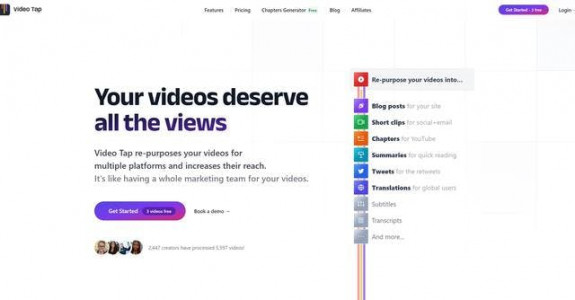 Video Tap
Features
Pricing
Chapters Generator Free
Blog
Affiliates
Get Started - 3 free
Login
Your videos deserve
all the views
Video Tap re-purposes your videos for
multiple platforms and increases their reach.
It's like having a whole marketing team for your videos.
Get Started 3 videos free
Book a demo →
2,487 creators have processed 5,597 videos!
Re-purpose your videos into...
Blog posts for your site
Short clips for social+email
Chapters for YouTube
Summaries for quick reading
Tweets for the retweets
Translations for global users
Subtitles
Transcripts
And more...